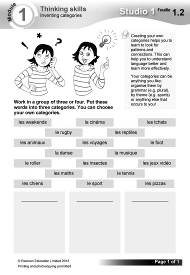 Module
1
Thinking skills
Inventing categories
Studio 1
Feuille
1.2
Creating your own
categories helps you to
learn to look for
patterns and
connections. This can
help you to understand
language better and
learn more effectively.
Your categories can be
anything you like:
organise them by
grammar (e.g. plural),
by theme (e.g. sports)
or anything else that
occurs to you!
Work in a group of three or four. Put these
words into three categories. You can choose
your own categories.
les weekends
le cinéma
les tchats
le rugby
les reptiles
les animaux
les voyages
le foot
la danse
la musique
le roller
les insectes
les jeux vidéo
les maths
le tennis
les chiens
le sport
les pizzas
© Pearson Education Limited 2013
Printing and photocopying permitted
Page 1 of 1